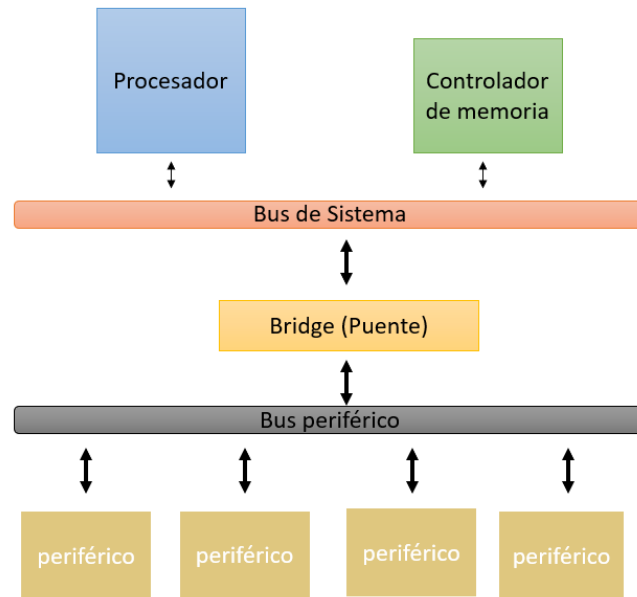 Procesador
Controlador
de memoria
Bus de Sistema
Bridge (Puente)
Bus periférico
periférico
periférico
periférico
periférico